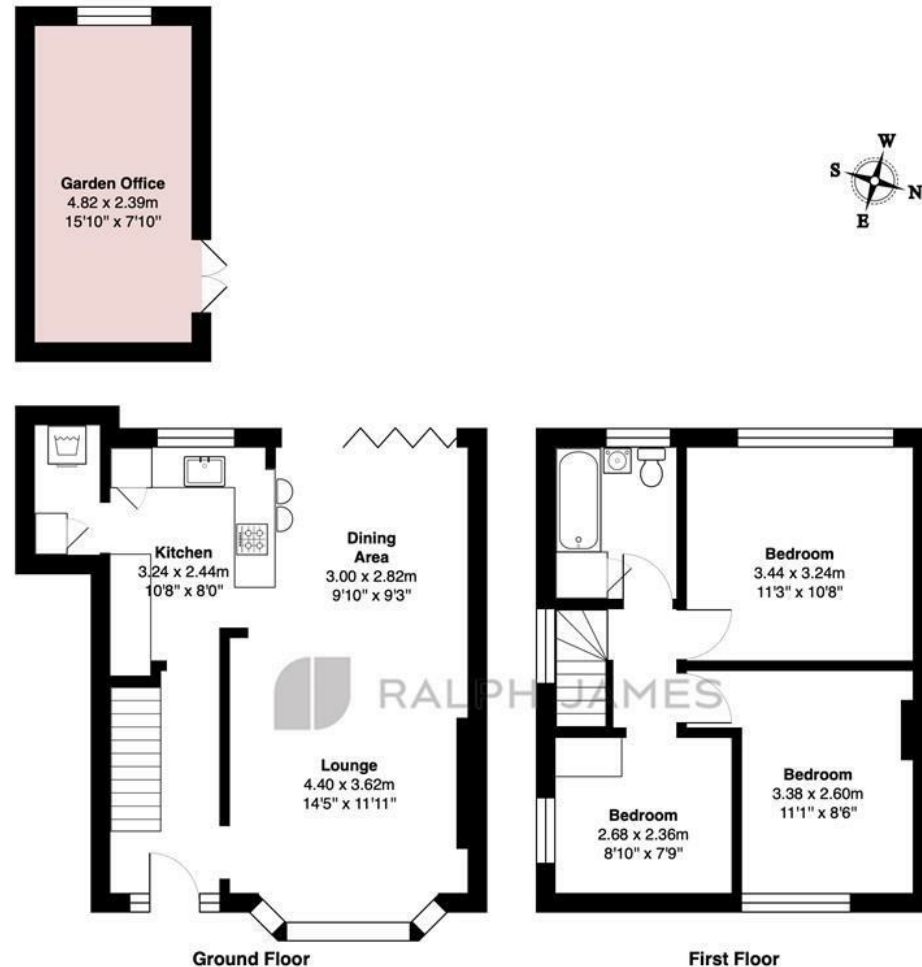 Garden Office
4.82 x 2.39m
15'10" x 7'10"
W
S
N
E
Kitchen
3.24 x 2.44m
10'8" x 8'0"
Dining
Area
3.00 x 2.82m
9'10" x 9'3"
Bedroom
3.44 x 3.24m
11'3" x 10'8"
RALPH JAMES
Lounge
4.40 x 3.62m
14'5" x 11'11"
Bedroom
2.68 x 2.36m
8'10" x 7'9"
Bedroom
3.38 x 2.60m
11'1" x 8'6"
Ground Floor
First Floor